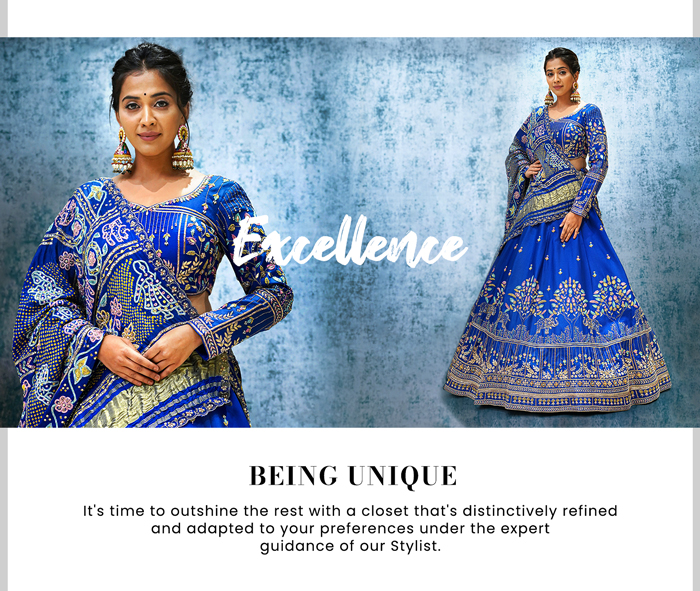 Excellence
BEING UNIQUE
It's time to outshine the rest with a closet that's distinctively refined
and adapted to your preferences under the expert
guidance of our Stylist.